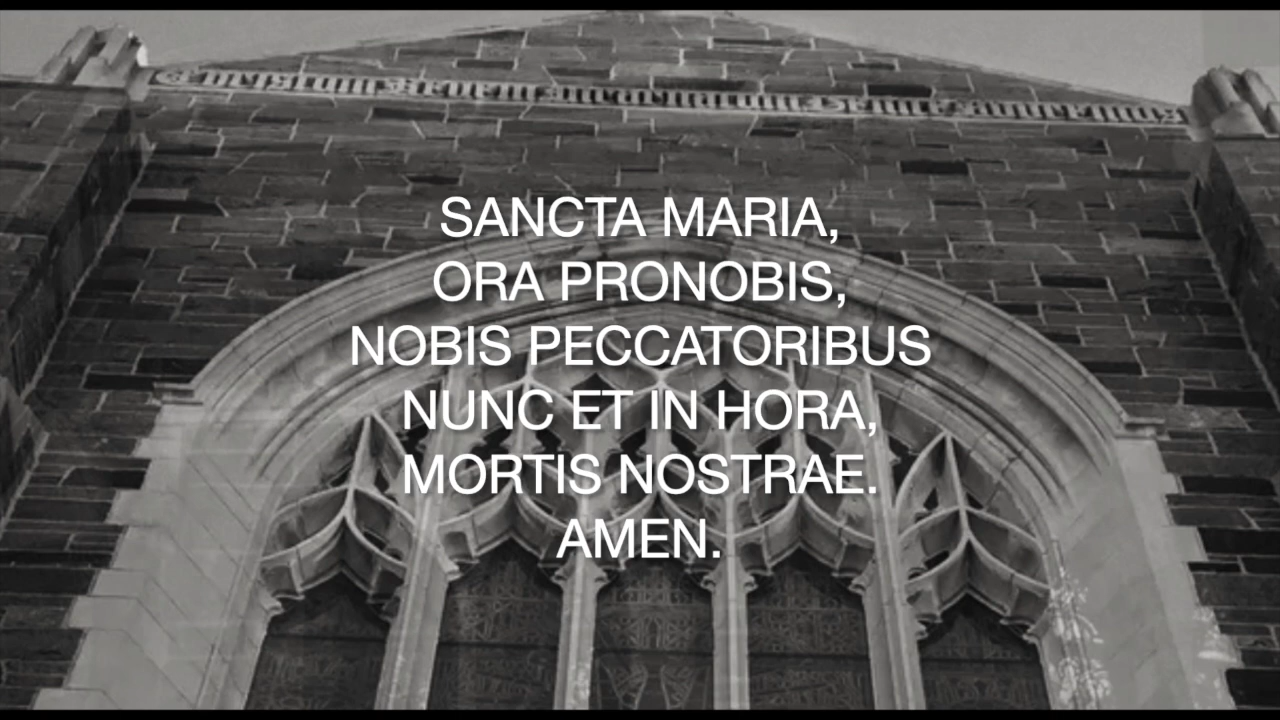 SANCTA MARIA,
ORA PRONOBIS,
NOBIS PECCATORIBUS
NUNC ET IN HORA,
MORTIS NOSTRAE.
AMEN.